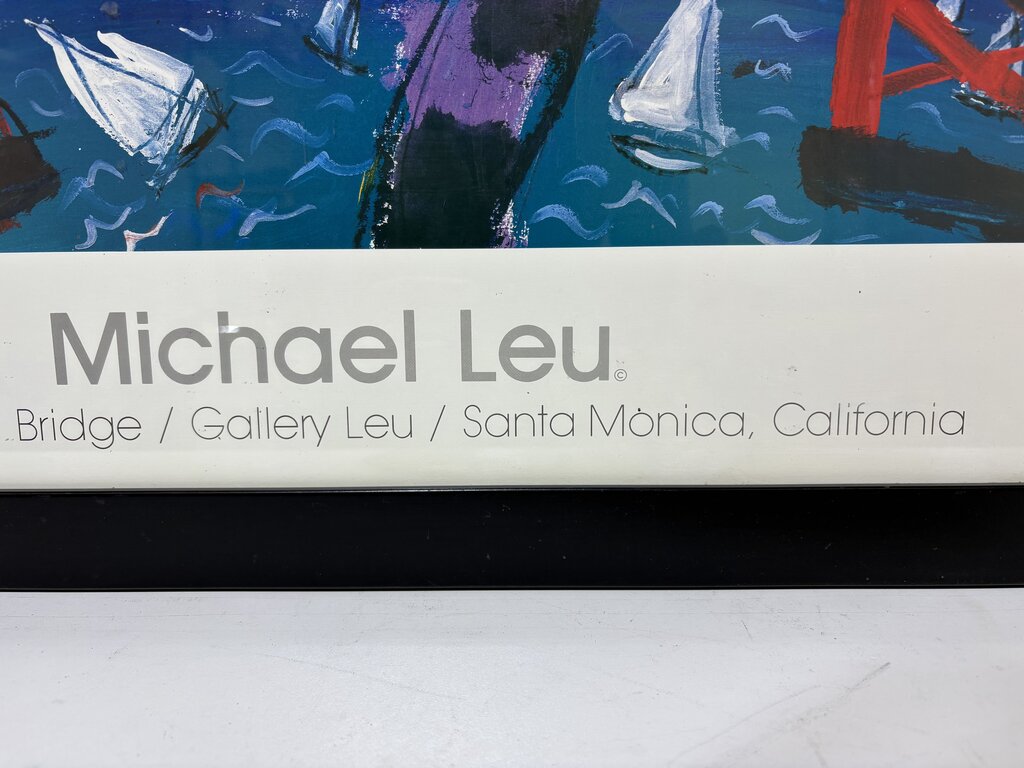 Michael Leu©
Bridge / Gallery Leu / Santa Monica, California